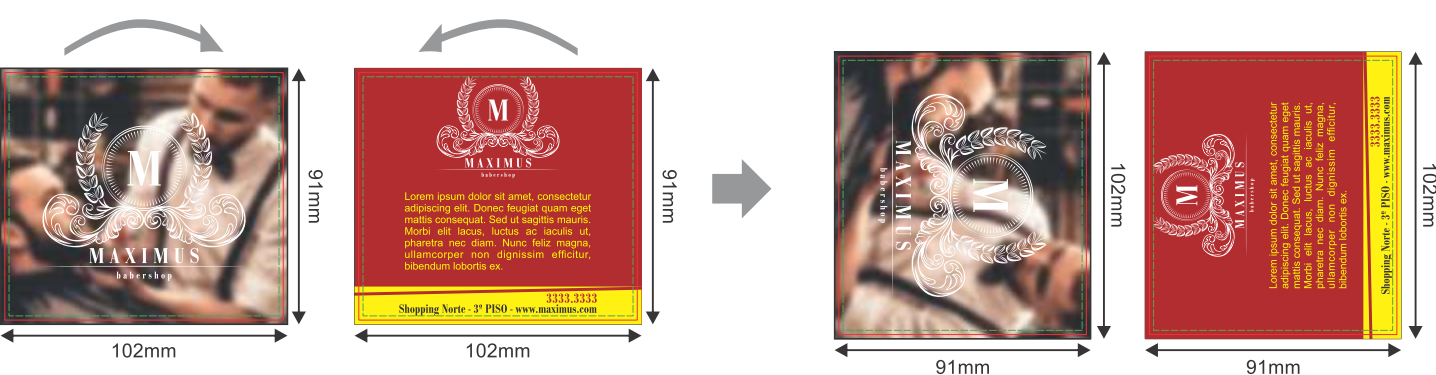 M
MAXIMUS
babershop
91mm
102mm
M
MAXIMUS
babershop
Lorem ipsum dolor sit amet, consectetur
adipiscing elit. Donec feugiat quam eget
mattis consequat. Sed ut sagittis mauris.
Morbi elit lacus, luctus ac iaculis ut,
pharetra nec diam. Nunc feliz magna,
ullamcorper non dignissim efficitur,
bibendum lobortis ex.
3333.3333
Shopping Norte - 3º PISO - www.maximus.com
91mm
102mm
M
MAXIMUS
babershop
102mm
91mm
M
MAXIMUS
babershop
Lorem ipsum dolor sit amet, consectetur
adipiscing elit. Donec feugiat quam eget
mattis consequat. Sed ut sagittis mauris.
Morbi elit lacus, luctus ac iaculis ut,
pharetra nec diam. Nunc feliz magna,
ullamcorper non dignissim efficitur,
bibendum lobortis ex.
3333.3333
Shopping Norte - 3º PISO - www.maximus.com
102mm
91mm